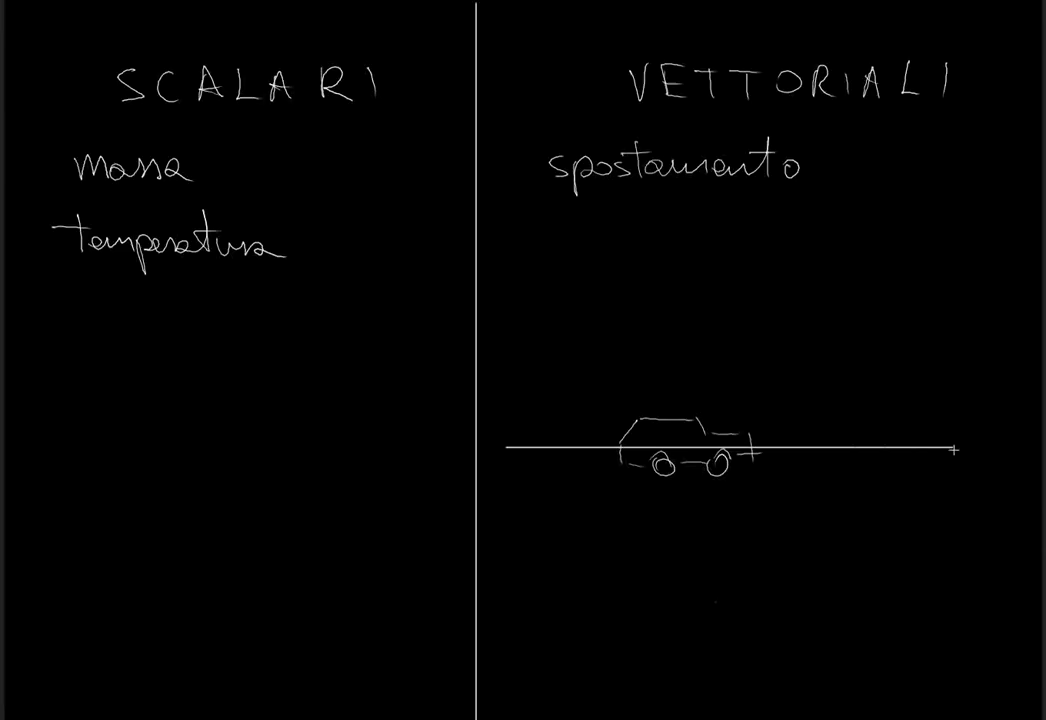 SCALARI
massa
temperatura
VETTORIALI
spostamento